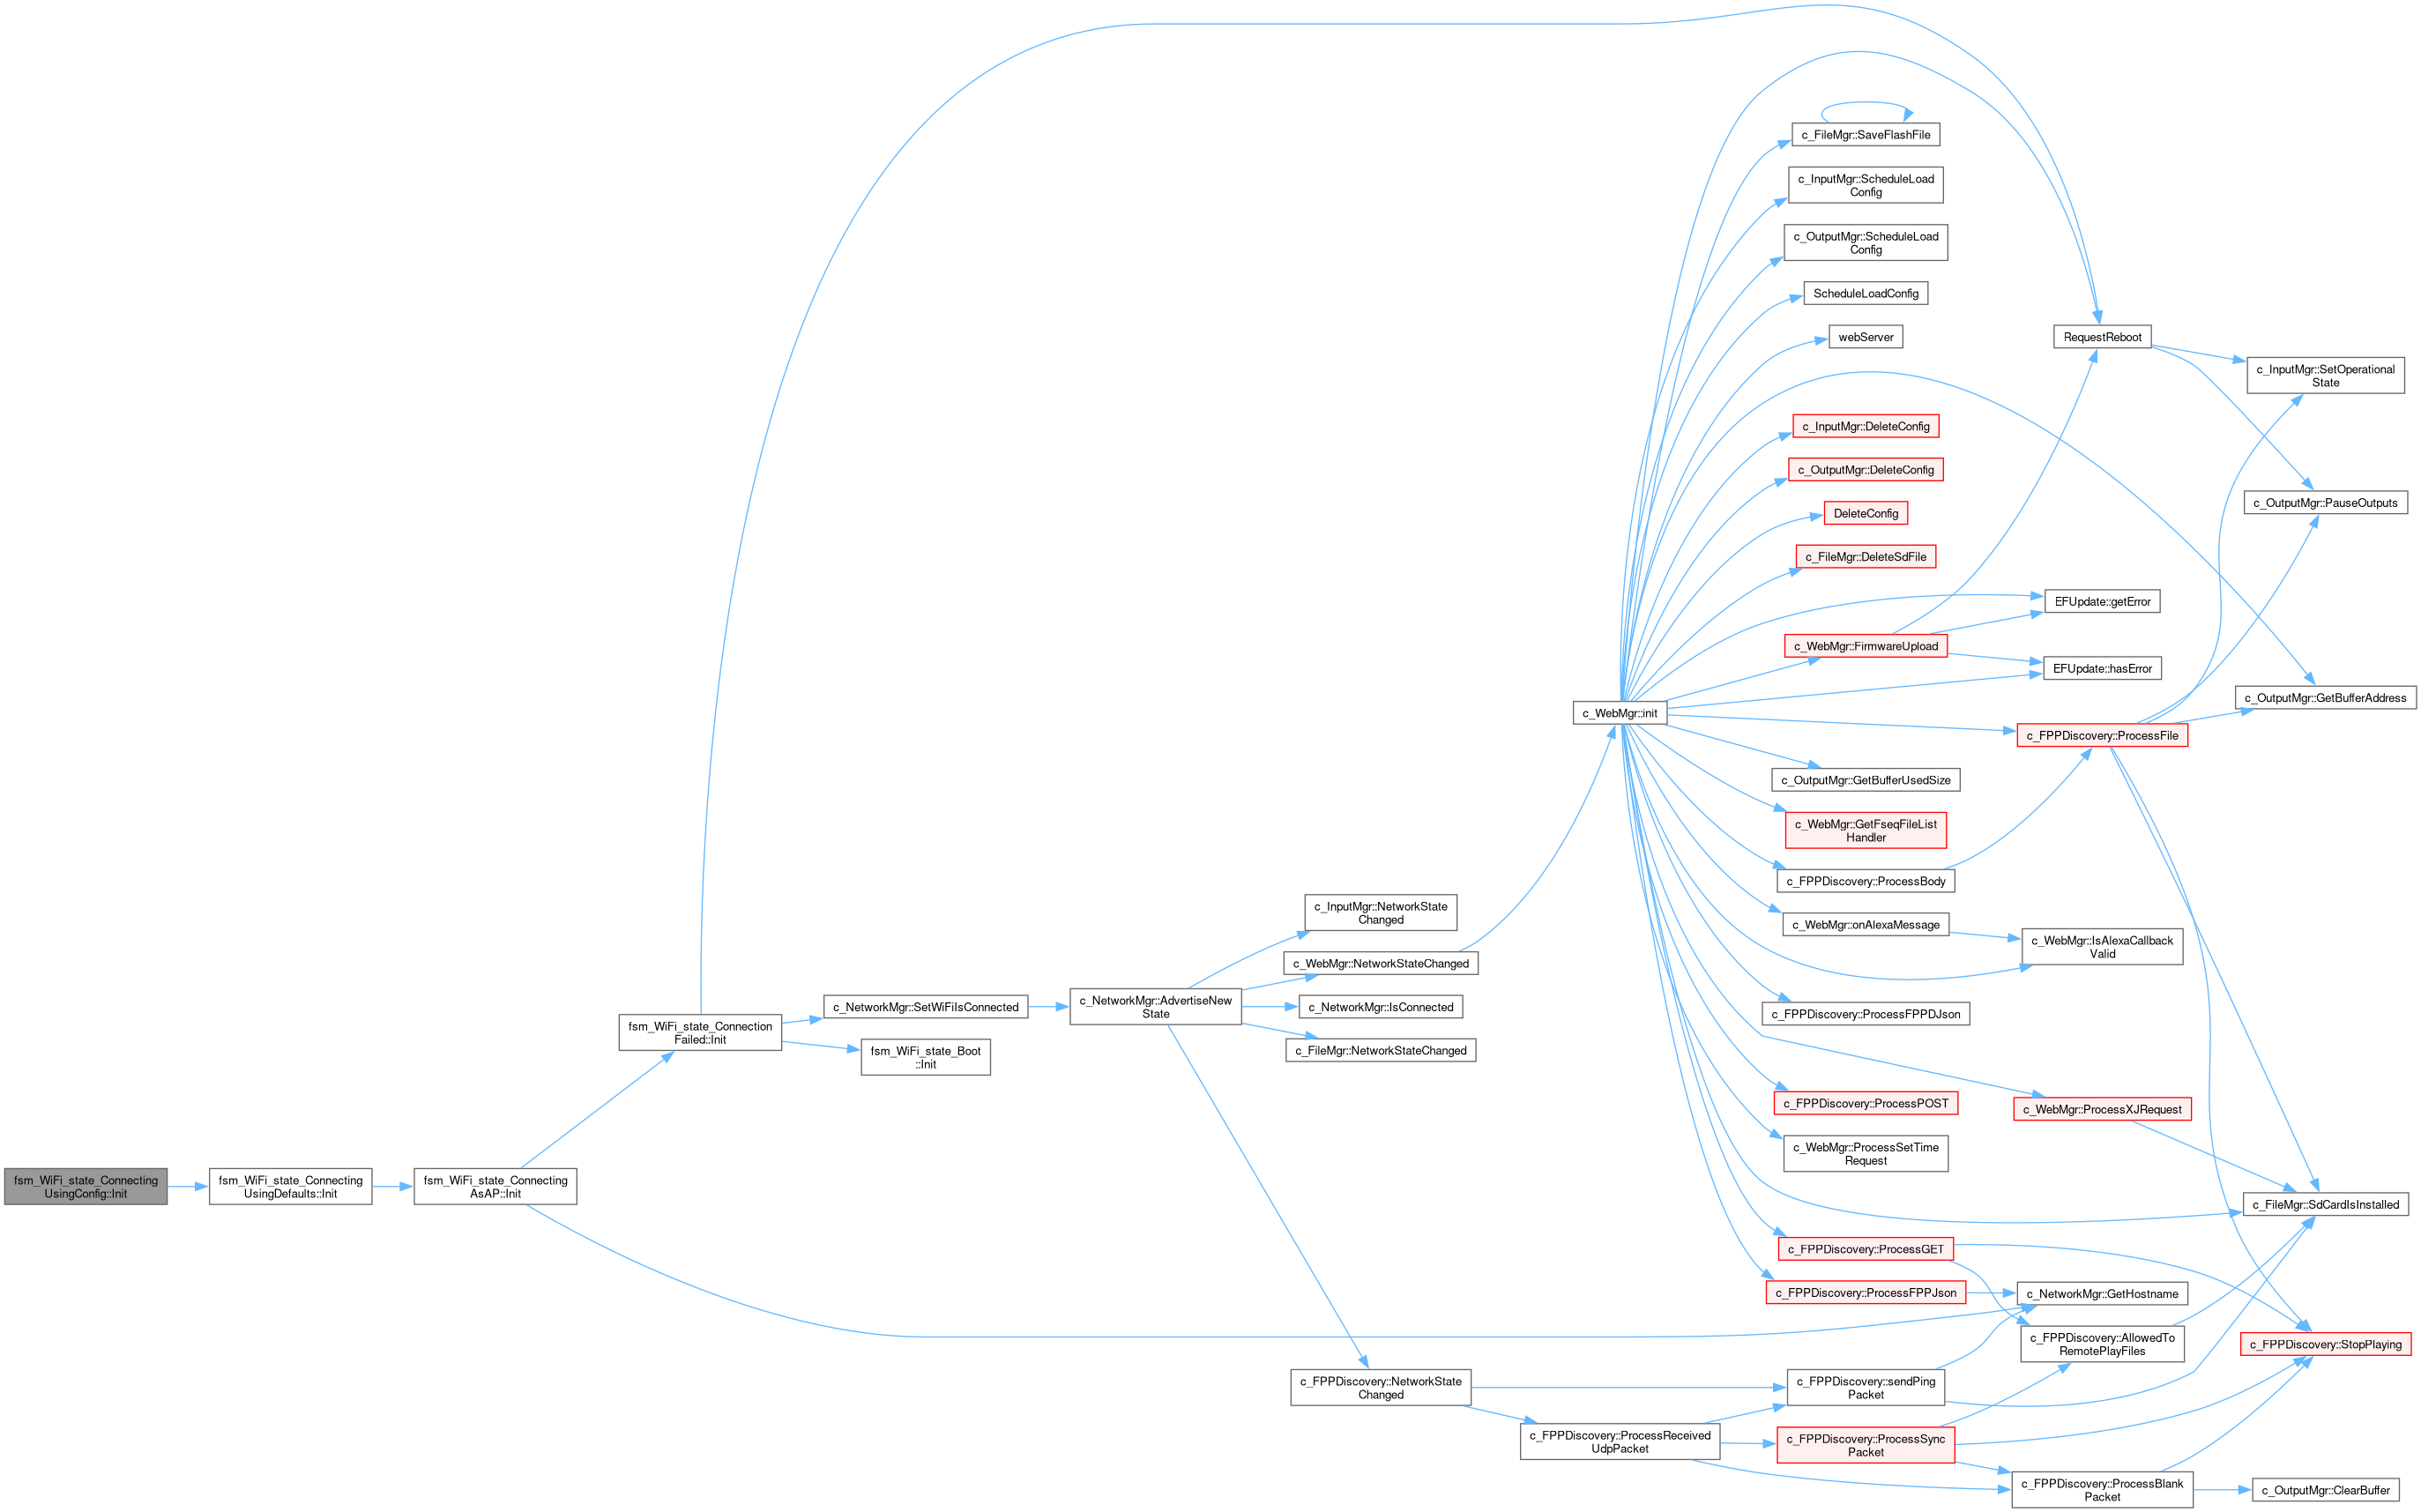 fsm_WiFi_state_Connecting
UsingConfig::Init
fsm_WiFi_state_Connecting
UsingDefaults::Init
fsm_WiFi_state_Connecting
AsAP::Init
fsm_WiFi_state_Connection
Failed::Init
c_NetworkMgr::SetWiFiIsConnected
fsm_WiFi_state_Boot
::Init
c_NetworkMgr::AdvertiseNew
State
c_InputMgr::NetworkState
Changed
c_WebMgr::NetworkStateChanged
c_NetworkMgr::IsConnected
c_FileMgr::NetworkStateChanged
c_FPPDiscovery::NetworkState
Changed
c_FPPDiscovery::ProcessReceived
UdpPacket
c_WebMgr::init
c_FileMgr::SaveFlashFile
c_InputMgr::ScheduleLoad
Config
c_OutputMgr::ScheduleLoad
Config
ScheduleLoadConfig
webServer
c_InputMgr::DeleteConfig
c_OutputMgr::DeleteConfig
DeleteConfig
c_FileMgr::DeleteSdFile
c_WebMgr::FirmwareUpload
c_OutputMgr::GetBufferUsedSize
c_WebMgr::GetFseqFileList
Handler
c_FPPDiscovery::ProcessBody
c_WebMgr::onAlexaMessage
c_FPPDiscovery::ProcessFPPDJson
c_FPPDiscovery::ProcessPOST
c_WebMgr::ProcessSetTime
Request
c_FPPDiscovery::ProcessGET
c_FPPDiscovery::ProcessFPPJson
c_FPPDiscovery::sendPing
Packet
c_FPPDiscovery::ProcessSync
Packet
RequestReboot
EFUpdate::getError
EFUpdate::hasError
c_FPPDiscovery::ProcessFile
c_WebMgr::IsAlexaCallback
Valid
c_WebMgr::ProcessXJRequest
c_NetworkMgr::GetHostname
c_FPPDiscovery::AllowedTo
RemotePlayFiles
c_FPPDiscovery::ProcessBlank
Packet
c_InputMgr::SetOperational
State
c_OutputMgr::PauseOutputs
c_OutputMgr::GetBufferAddress
c_FileMgr::SdCardIsInstalled
c_FPPDiscovery::StopPlaying
c_OutputMgr::ClearBuffer